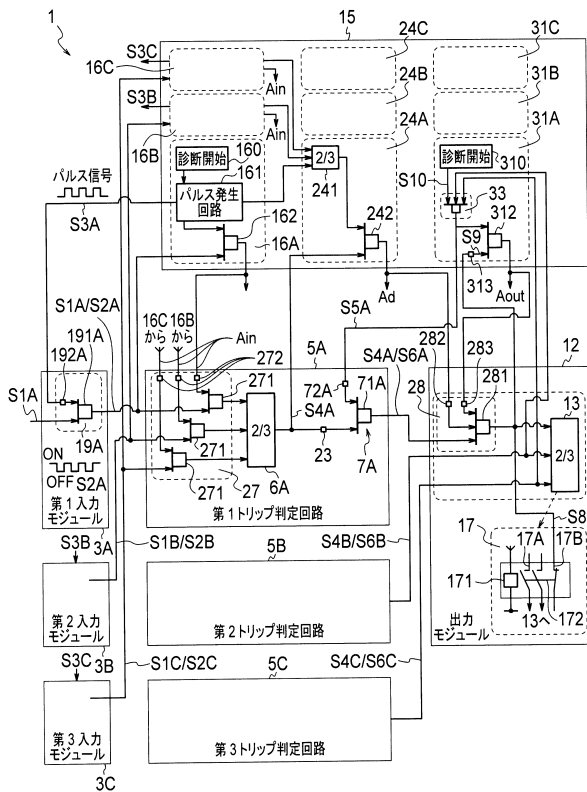 1
15
S3C
16C
Ain
24C
31C
S3B
16B
Ain
24B
31B
24A
31A
診断開始
160
161
パルス発生
回路
162
16A
2/3
241
242
診断開始
310
S10
33
312
S9
313
パルス信号
S3A
Ad
Aout
S1A/S2A
16C
から
16B
から
Ain
S5A
5A
S4A/S6A
282
283
12
191A
192A
272
S4A
72A
71A
28
281
13
S1A
19A
271
271
271
27
2/3
6A
23
7A
2/3
ON
OFF
S2A
第1入力
モジュール
3A
第1トリップ判定回路
S3B
S1B/S2B
5B
S4B/S6B
S8
17
17A
17B
171
172
13へ
第2入力
モジュール
3B
第2トリップ判定回路
出力
モジュール
S3C
S1C/S2C
5C
S4C/S6C
第3入力
モジュール
3C
第3トリップ判定回路